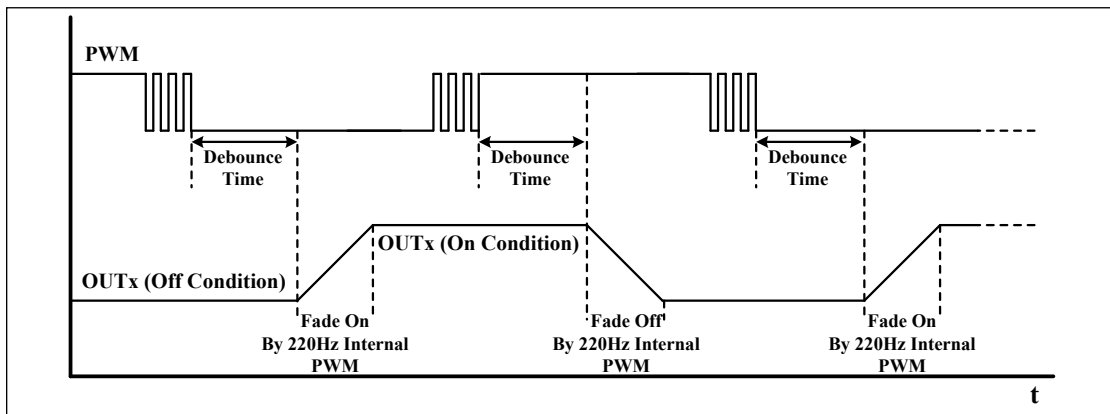 PWM
Debounce
Time
Debounce
Time
Debounce
Time
OUTx (On Condition)
OUTx (Off Condition)
Fade On
By 220Hz Internal
PWM
Fade Off
By 220Hz Internal
PWM
Fade On
By 220Hz Internal
PWM
t